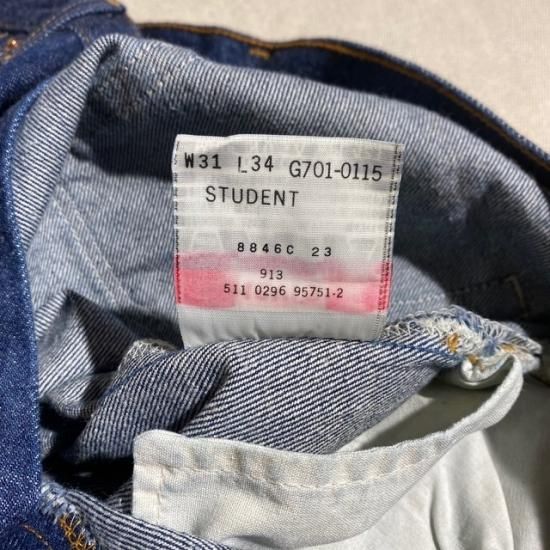 W31 L34 G701-0115
STUDENT
8846C 23
913
511 0296 95751-2